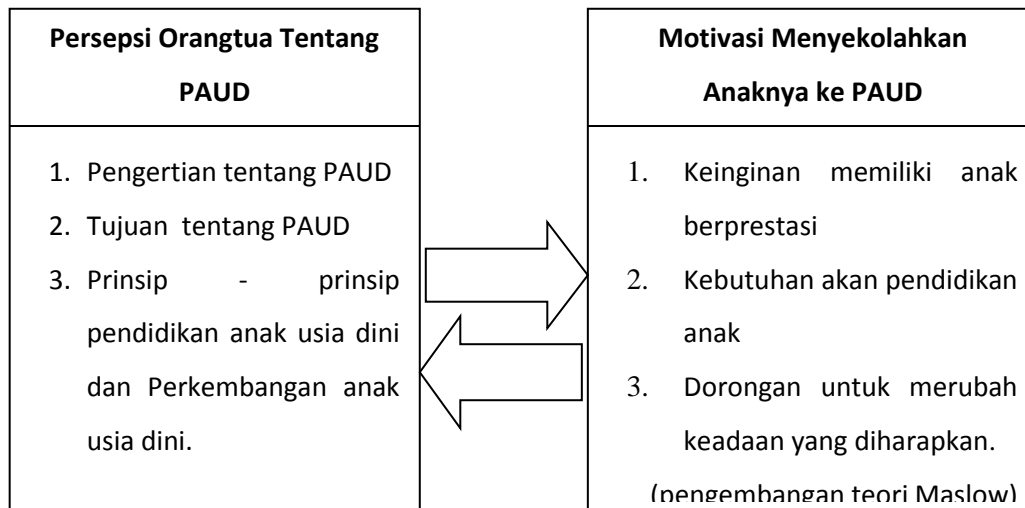 Persepsi Orangtua Tentang
PAUD
1. Pengertian tentang PAUD
2. Tujuan tentang PAUD
3. Prinsip - prinsip
pendidikan anak usia dini
dan Perkembangan anak
usia dini.
Motivasi Menyekolahkan
Anaknya ke PAUD
1. Keinginan memiliki anak
berprestasi
2. Kebutuhan akan pendidikan
anak
3. Dorongan untuk merubah
keadaan yang diharapkan.
(pengembangan teori Maslow)